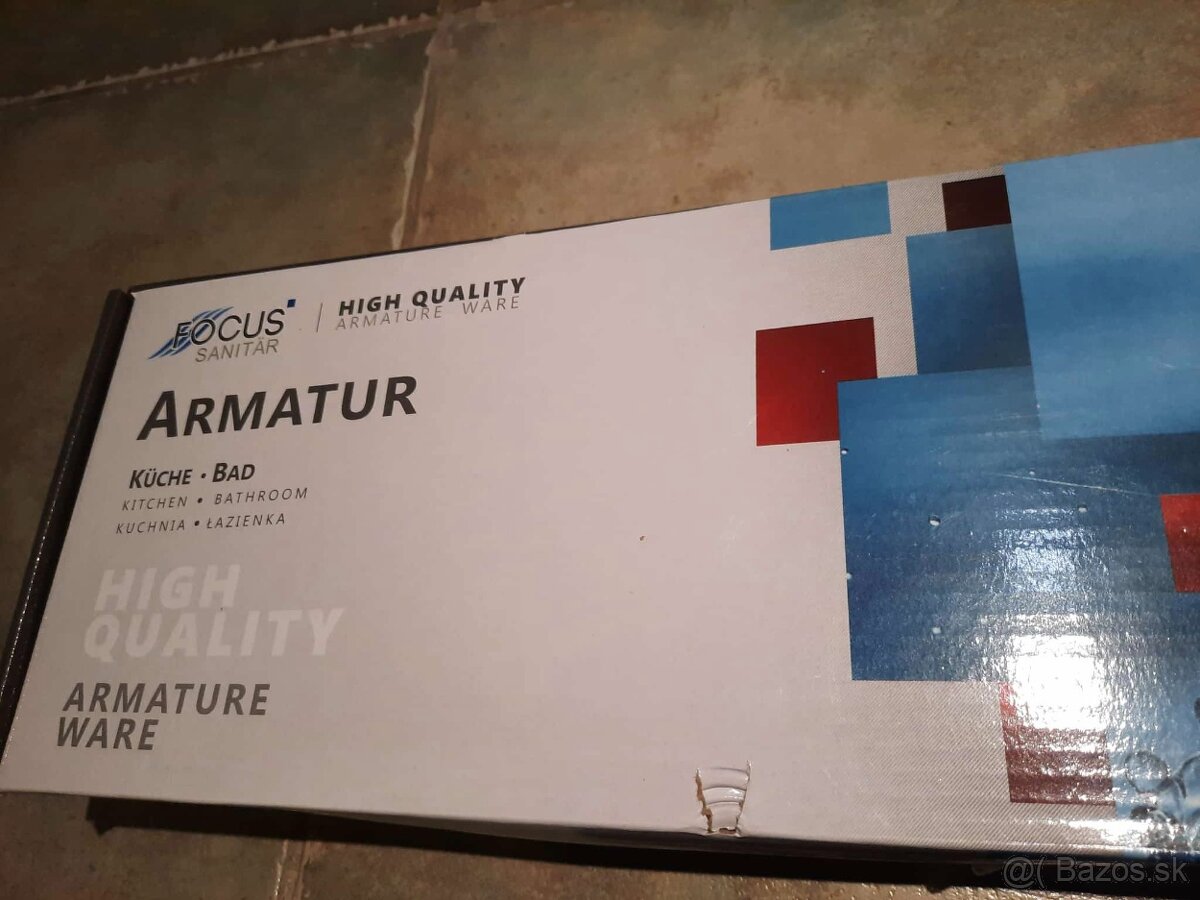 FOCUS
SANITÄR
HIGH QUALITY
ARMATURE WARE
ARMATUR
KÜCHE • BAD
KITCHEN • BATHROOM
KUCHNIA • ŁAZIENKA
HIGH
QUALITY
ARMATURE
WARE
@( Bazos.sk